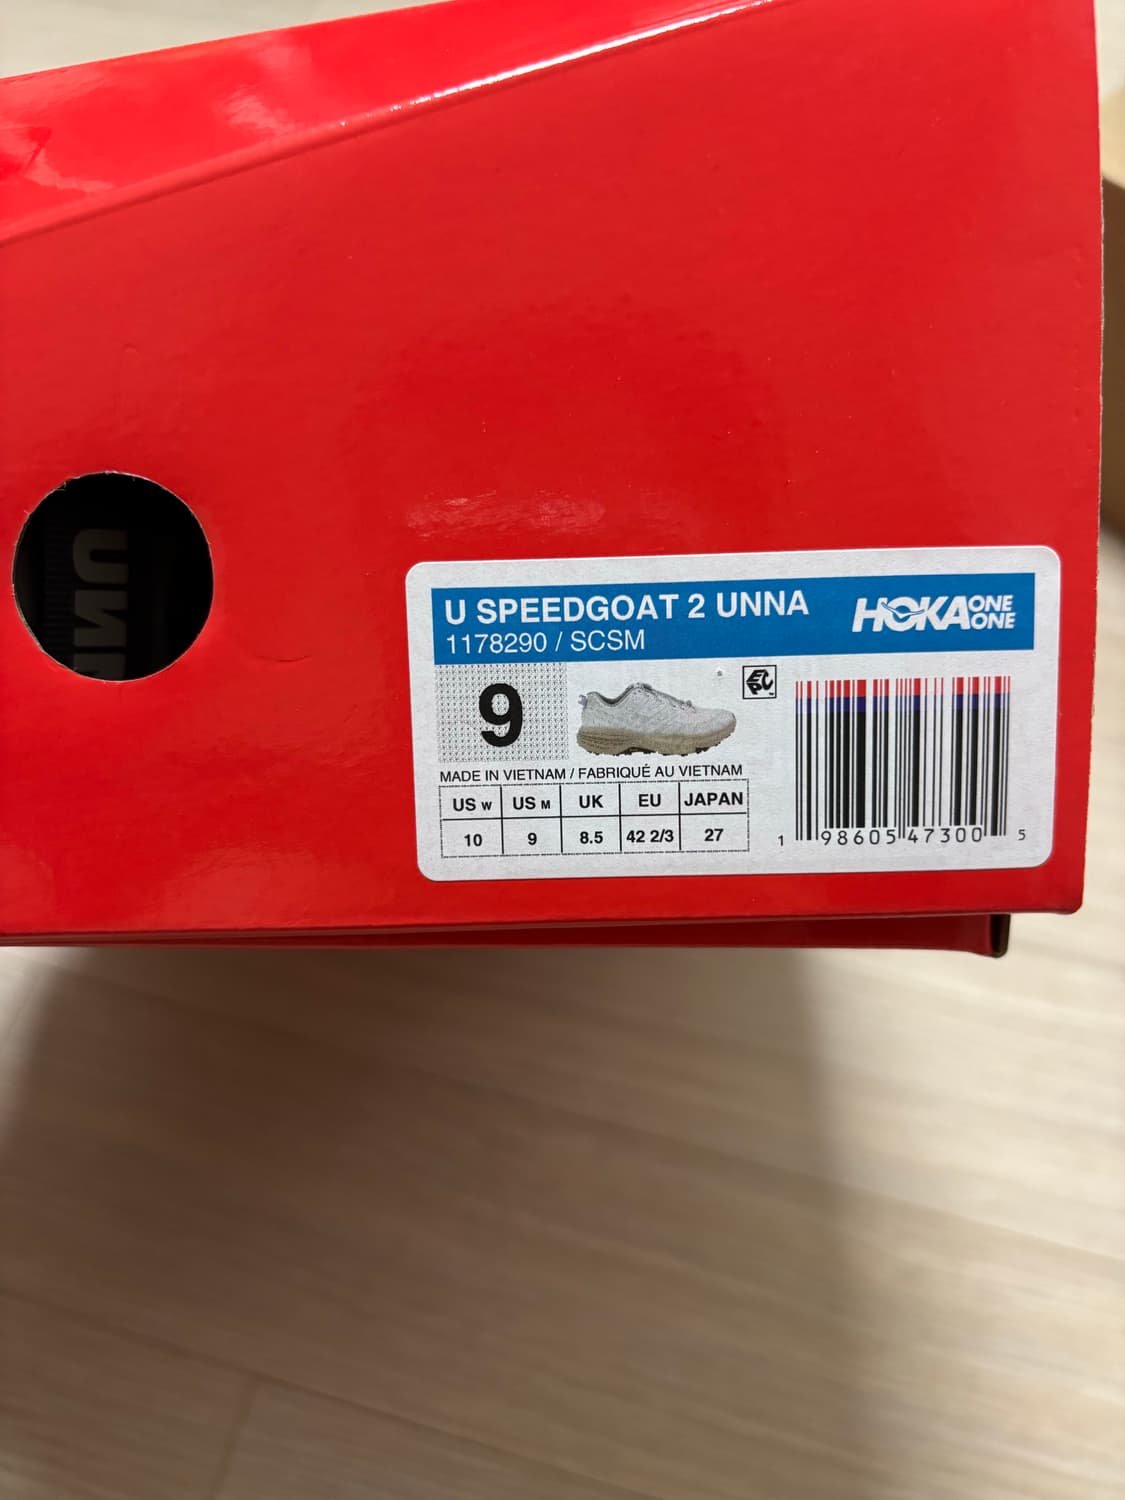 U SPEEDGOAT 2 UNNA
HOKA ONE ONE
1178290 / SCSM
9
EPC
MADE IN VIETNAM / FABRIQUÉ AU VIETNAM
US W US M UK EU JAPAN
10 9 8.5 42 2/3 27
1 98605 47300 5